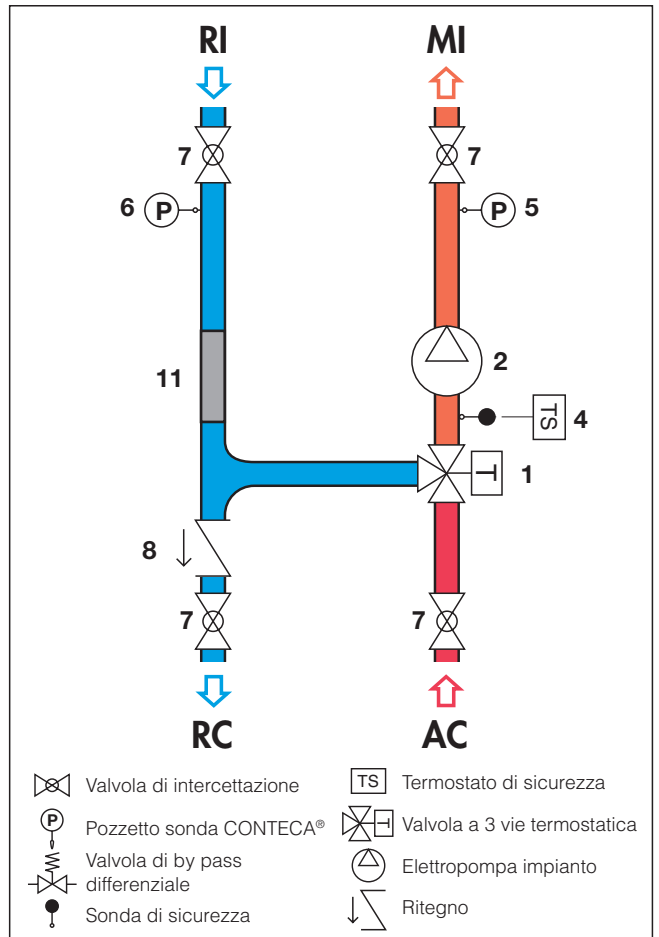 RI MI
7 7
6 P P 5
11 2
TS 4
T 1
8
7 7
RC AC
Valvola di intercettazione
P Pozzetto sonda CONTECA®
Valvola di by pass
differenziale
Sonda di sicurezza
TS Termostato di sicurezza
T Valvola a 3 vie termostatica
Elettropompa impianto
Ritegno